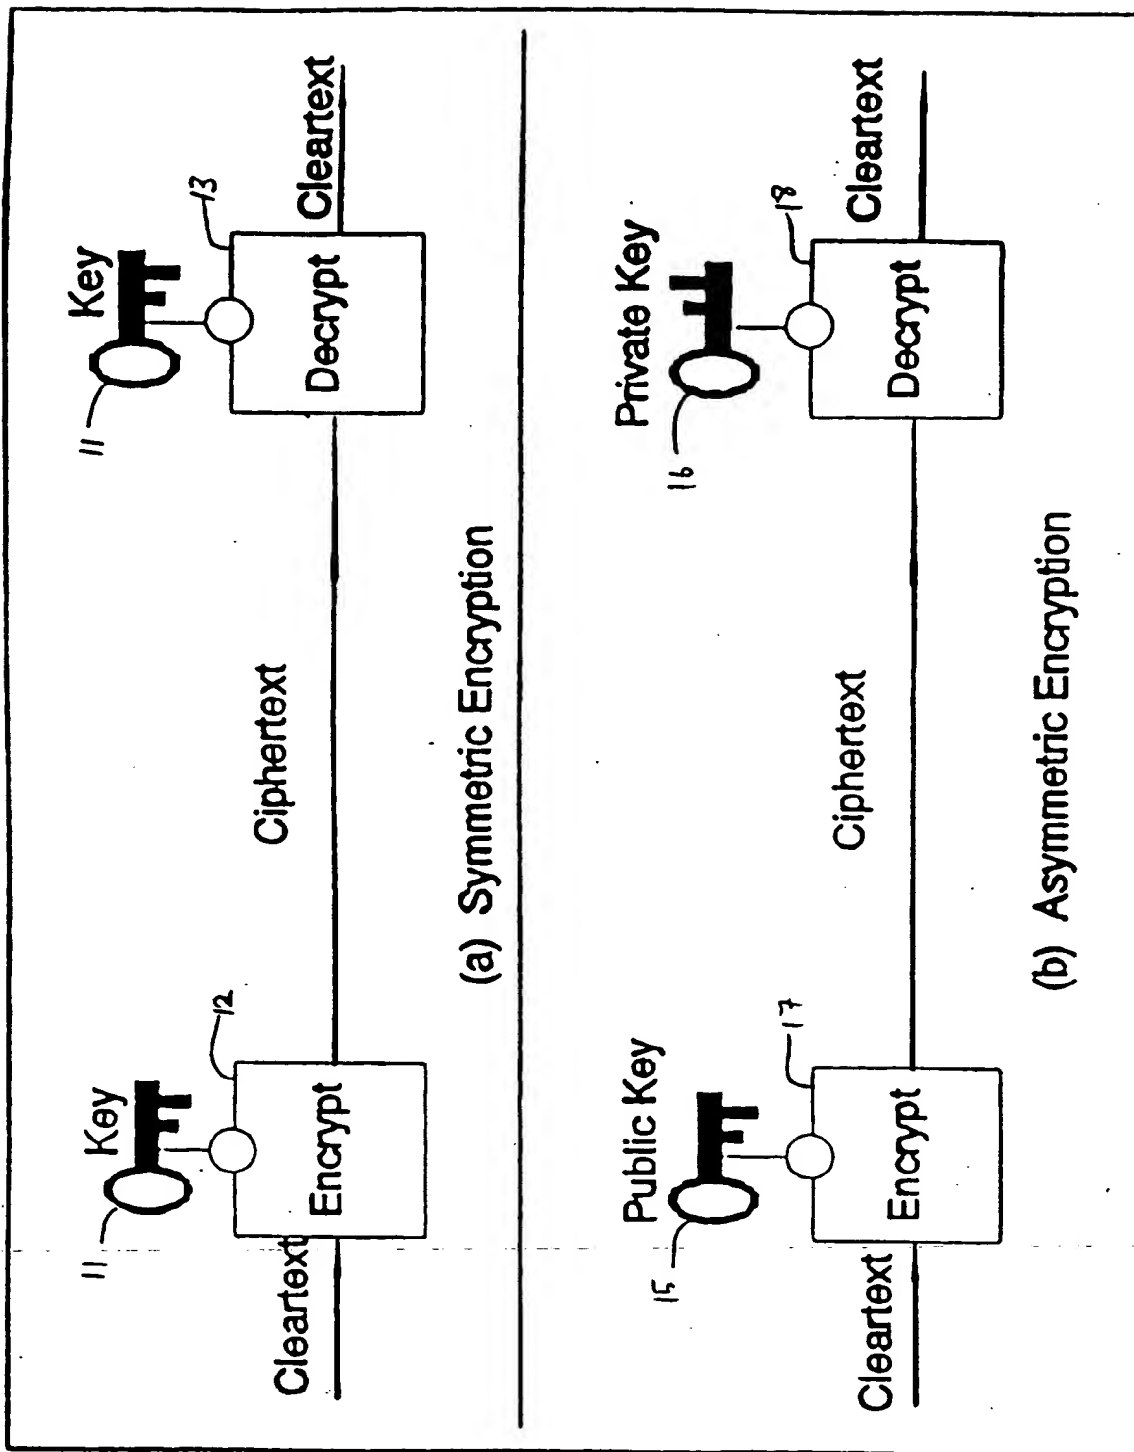 Key
Key
11
12
11
13
Cleartext
Encrypt
Ciphertext
Decrypt
Cleartext
(a) Symmetric Encryption
Public Key
Private Key
15
17
16
18
Cleartext
Encrypt
Ciphertext
Decrypt
Cleartext
(b) Asymmetric Encryption